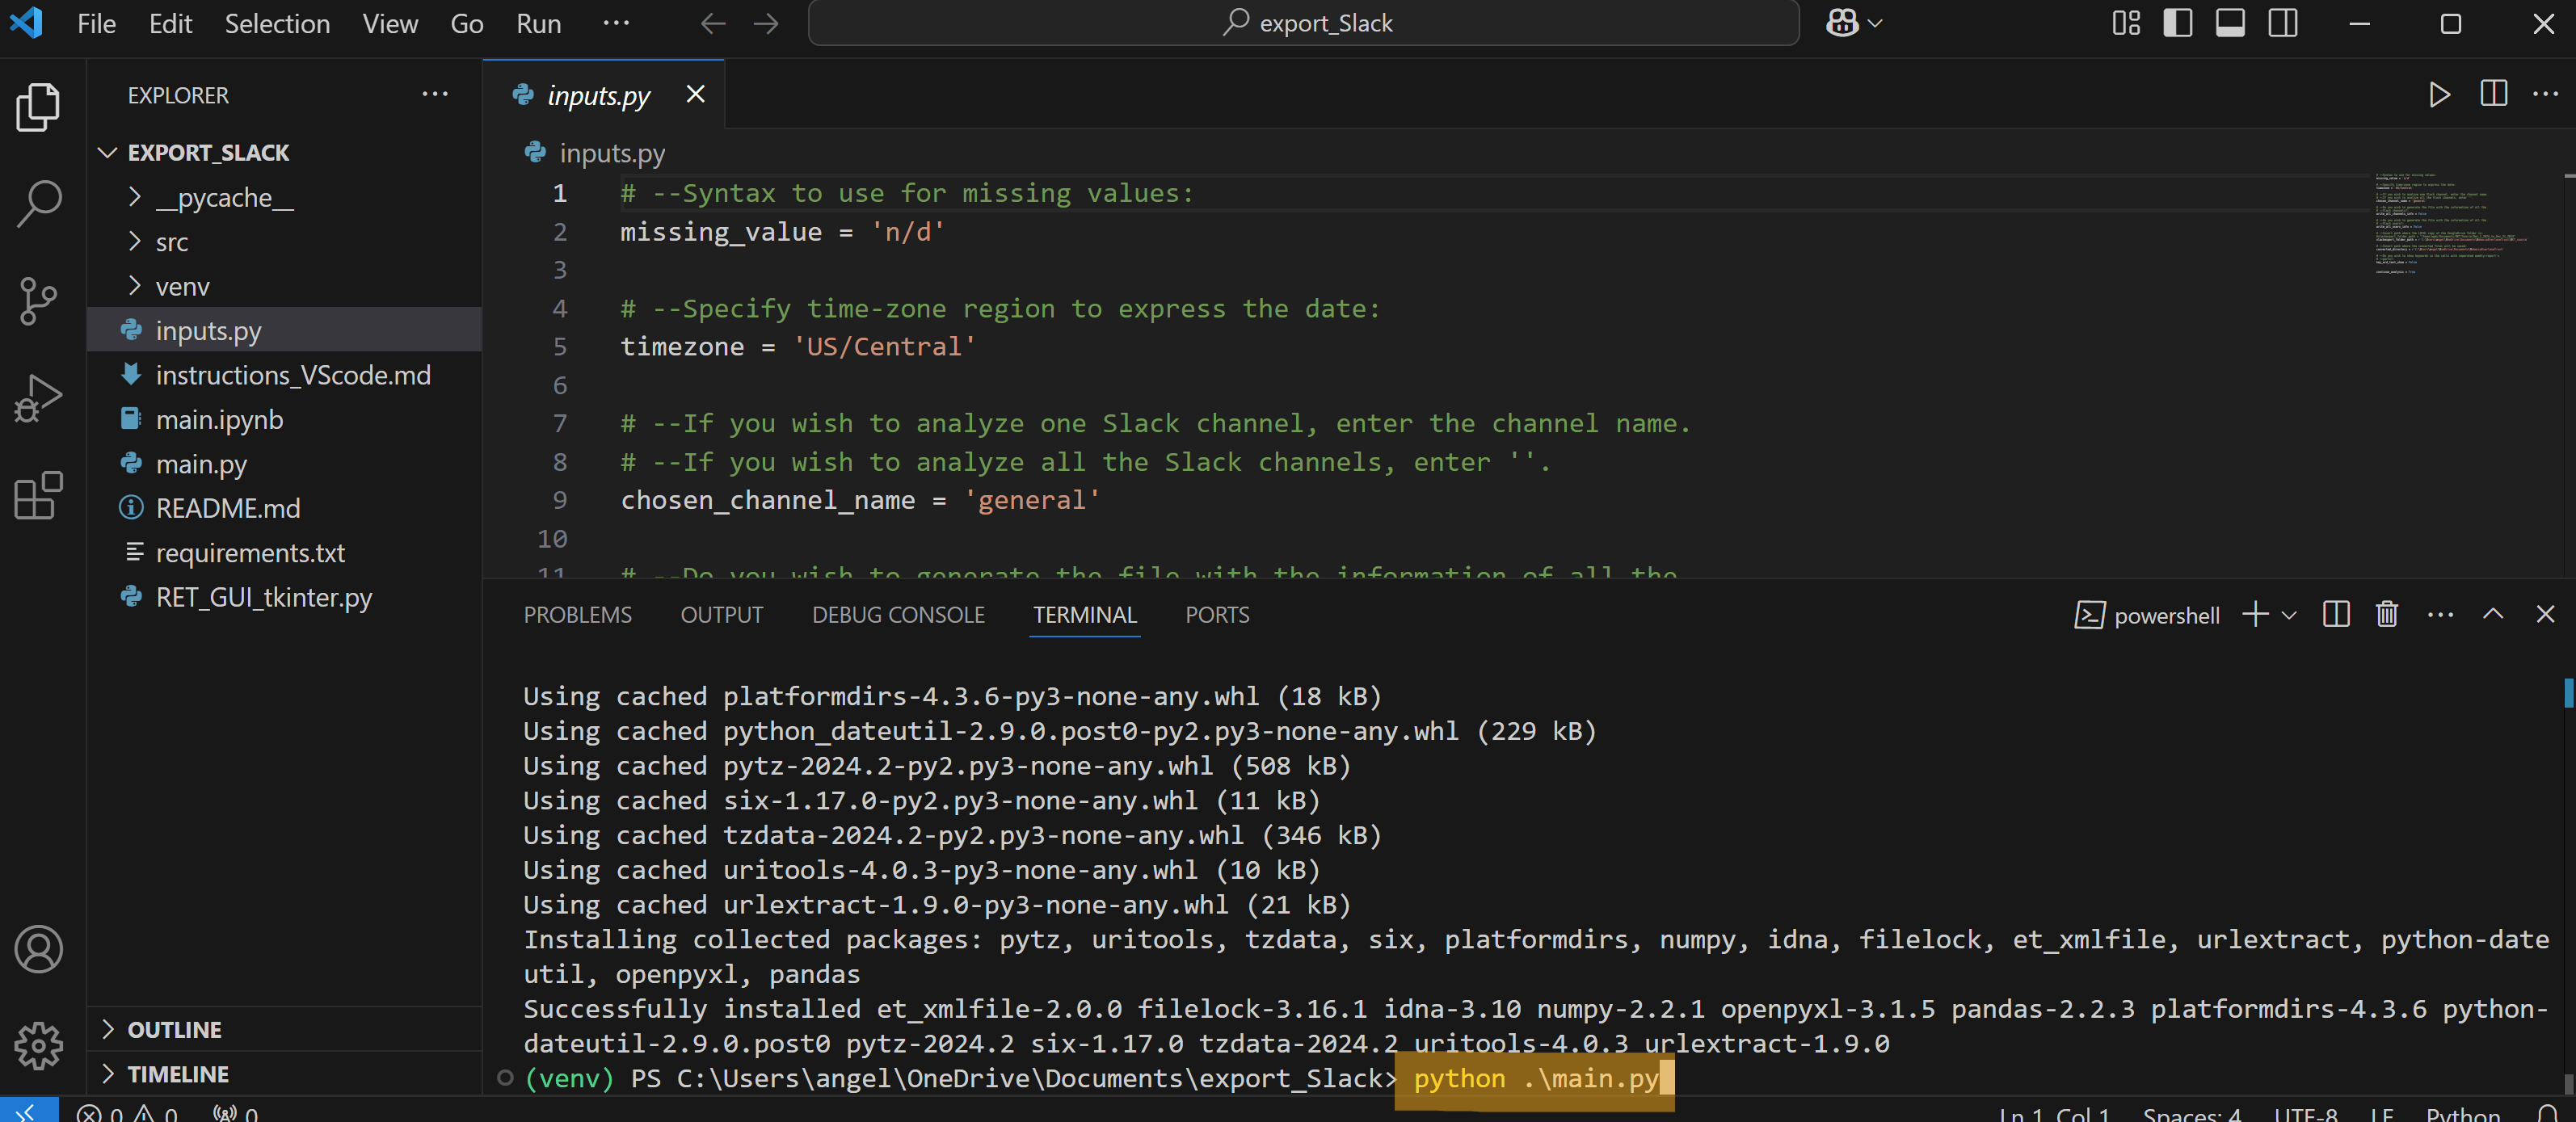 File Edit Selection View Go Run ... export_Slack
EXPLORER ...
EXPORT_SLACK
__pycache__
src
venv
inputs.py
instructions_VScode.md
main.ipynb
main.py
README.md
requirements.txt
RET_GUI_tkinter.py
OUTLINE
TIMELINE
inputs.py
inputs.py
1 # --Syntax to use for missing values:
2 missing_value = 'n/d'
3
4 # --Specify time-zone region to express the date:
5 timezone = 'US/Central'
6
7 # --If you wish to analyze one Slack channel, enter the channel name.
8 # --If you wish to analyze all the Slack channels, enter ''.
9 chosen_channel_name = 'general'
10
11 # --Do you wish to generate the file with the information of all the
PROBLEMS OUTPUT DEBUG CONSOLE TERMINAL PORTS powershell
Using cached platformdirs-4.3.6-py3-none-any.whl (18 kB)
Using cached python_dateutil-2.9.0.post0-py2.py3-none-any.whl (229 kB)
Using cached pytz-2024.2-py2.py3-none-any.whl (508 kB)
Using cached six-1.17.0-py2.py3-none-any.whl (11 kB)
Using cached tzdata-2024.2-py2.py3-none-any.whl (346 kB)
Using cached uritools-4.0.3-py3-none-any.whl (10 kB)
Using cached urlextract-1.9.0-py3-none-any.whl (21 kB)
Installing collected packages: pytz, uritools, tzdata, six, platformdirs, numpy, idna, filelock, et_xmlfile, urlextract, python-date
util, openpyxl, pandas
Successfully installed et_xmlfile-2.0.0 filelock-3.16.1 idna-3.10 numpy-2.2.1 openpyxl-3.1.5 pandas-2.2.3 platformdirs-4.3.6 python-
dateutil-2.9.0.post0 pytz-2024.2 six-1.17.0 tzdata-2024.2 uritools-4.0.3 urlextract-1.9.0
(venv) PS C:\Users\angel\OneDrive\Documents\export_Slack> python .\main.py
0 0 0 Ln 1, Col 1 Spaces: 4 UTF-8 LF Python